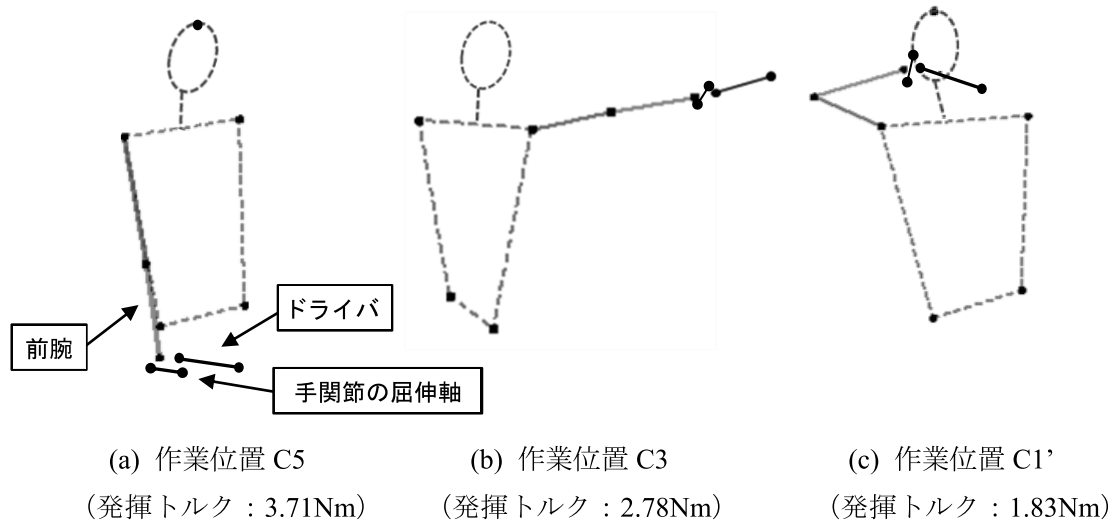 ドライバ
前腕
手関節の屈伸軸
(a) 作業位置 C5
（発揮トルク：3.71Nm）
(b) 作業位置 C3
（発揮トルク：2.78Nm）
(c) 作業位置 C1’
（発揮トルク：1.83Nm）